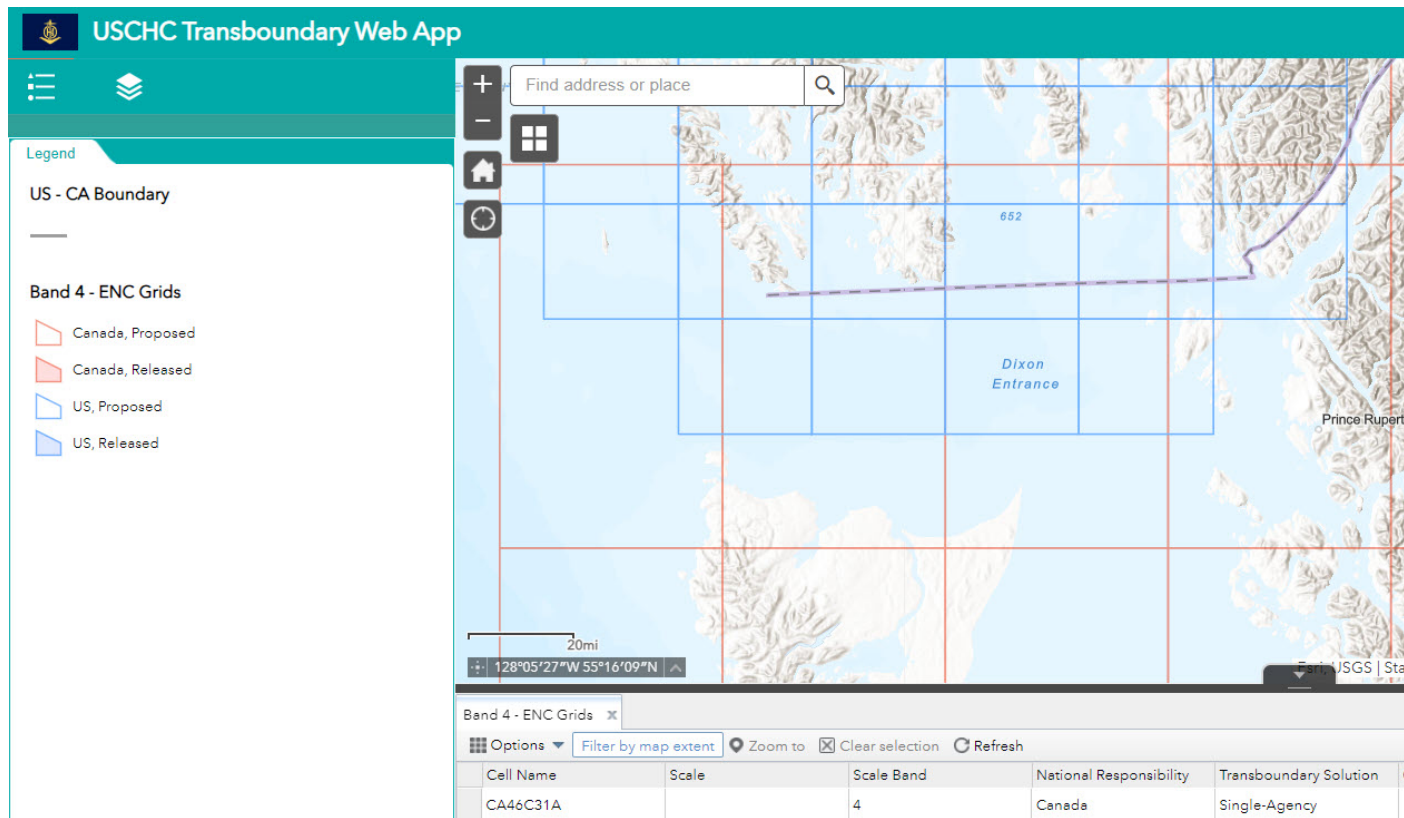 USCHC Transboundary Web App
Legend
US - CA Boundary
Band 4 - ENC Grids
Canada, Proposed
Canada, Released
US, Proposed
US, Released
+
Find address or place
−
652
Dixon
Entrance
Prince Rupert
20mi
128°05'27"W 55°16'09"N
Esri, USGS | Sta
Band 4 - ENC Grids x
Options Filter by map extent Zoom to Clear selection Refresh
Cell Name Scale Scale Band National Responsibility Transboundary Solution
CA46C31A 4 Canada Single-Agency